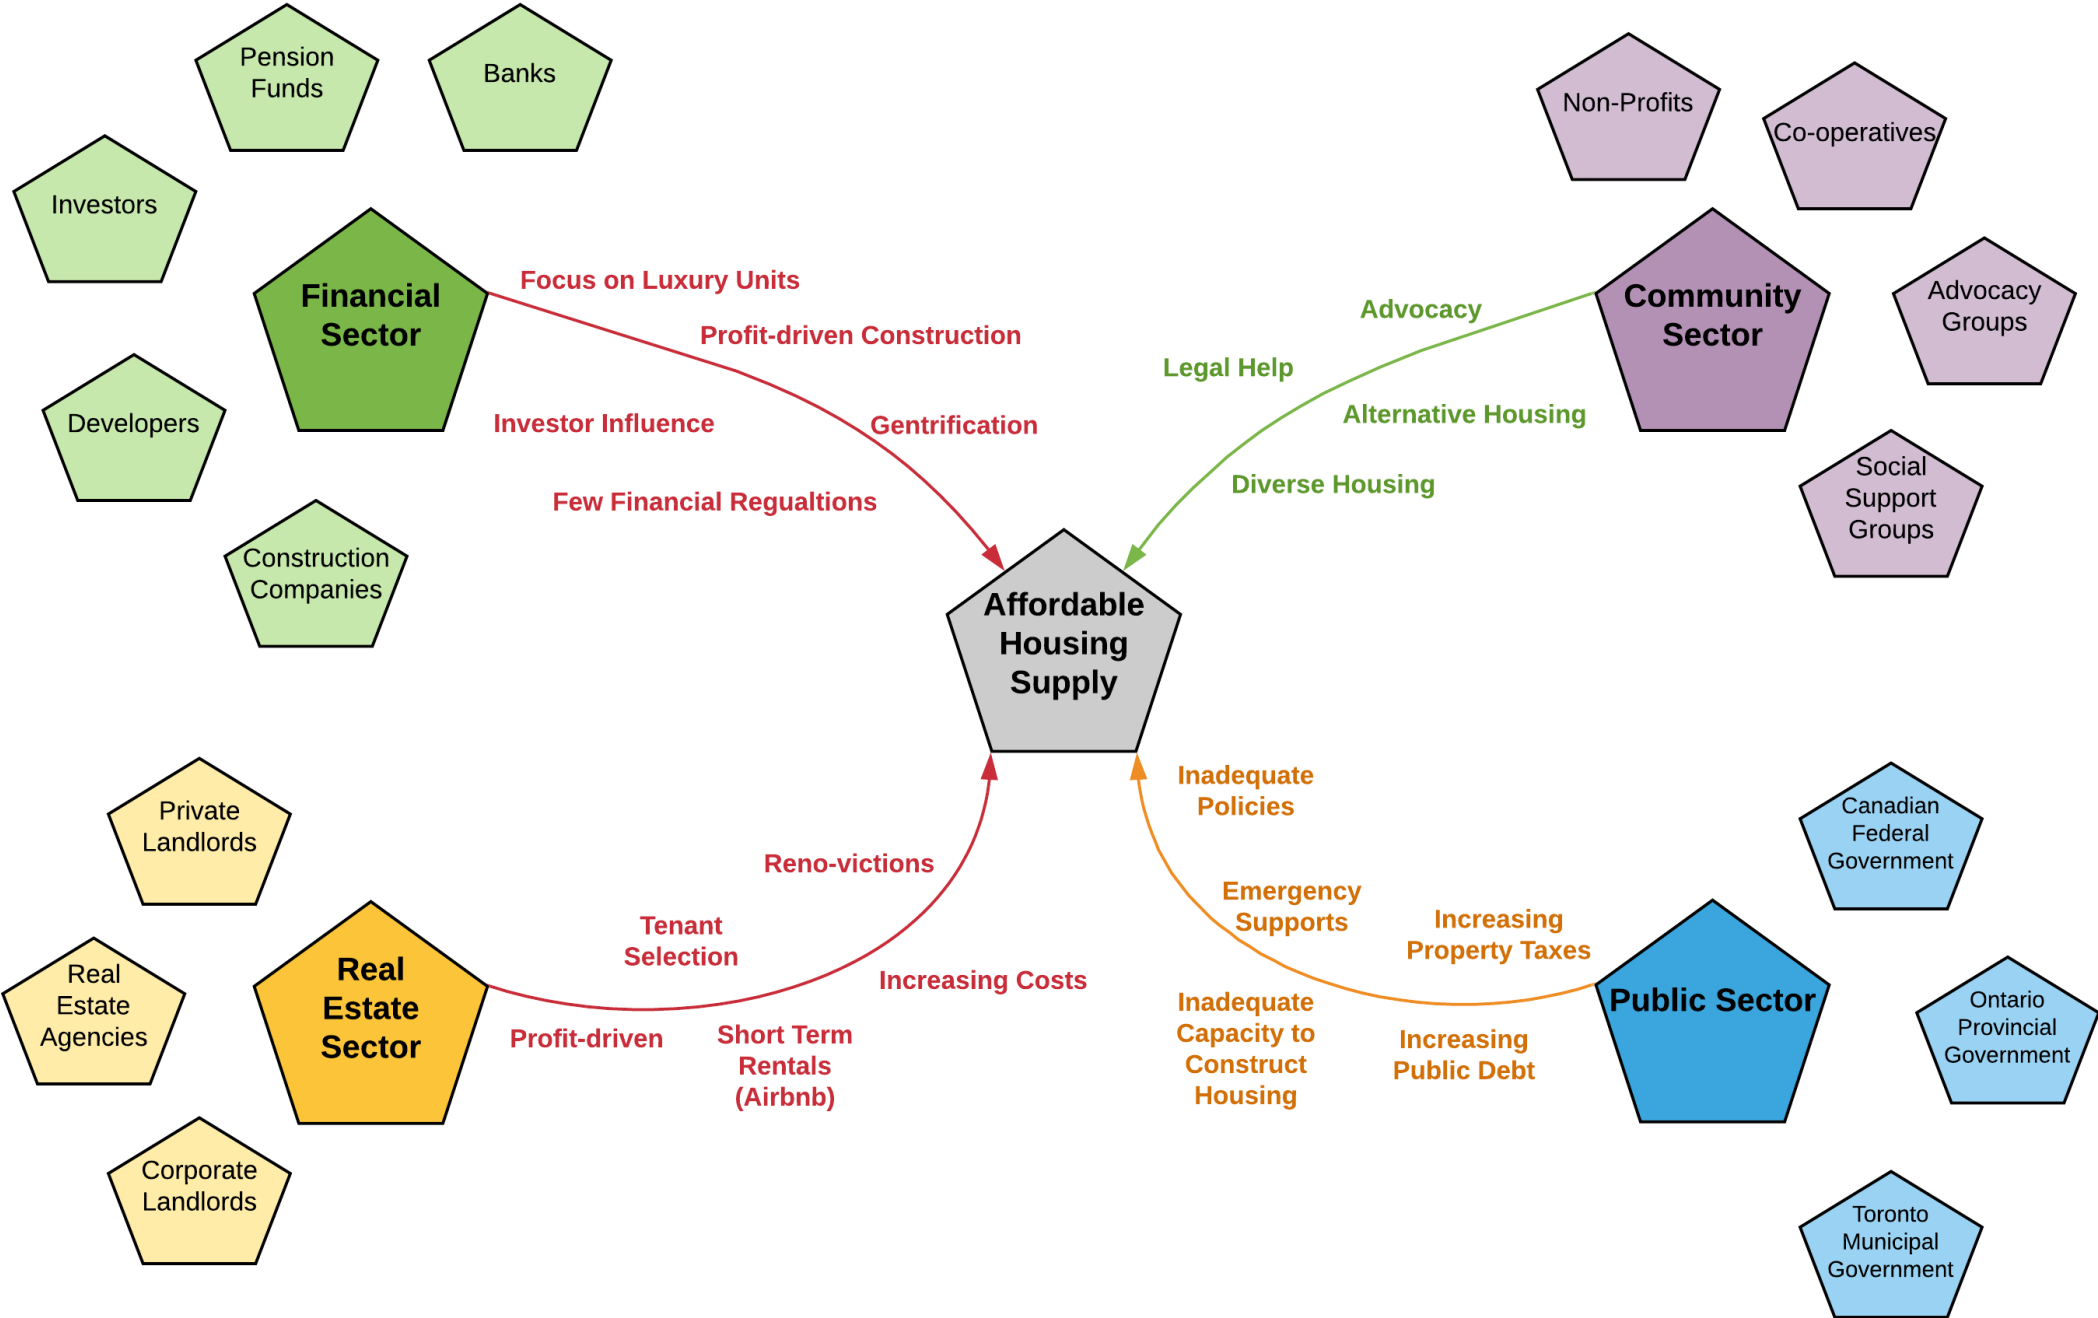 Pension
Funds
Banks
Investors
Financial
Sector
Developers
Construction
Companies
Focus on Luxury Units
Profit-driven Construction
Investor Influence
Gentrification
Few Financial Regualtions
Non-Profits
Co-operatives
Community
Sector
Advocacy
Groups
Social
Support
Groups
Advocacy
Legal Help
Alternative Housing
Diverse Housing
Affordable
Housing
Supply
Private
Landlords
Real
Estate
Agencies
Real
Estate
Sector
Corporate
Landlords
Reno-victions
Tenant
Selection
Increasing Costs
Profit-driven
Short Term
Rentals
(Airbnb)
Inadequate
Policies
Emergency
Supports
Increasing
Property Taxes
Inadequate
Capacity to
Construct
Housing
Increasing
Public Debt
Public Sector
Canadian
Federal
Government
Ontario
Provincial
Government
Toronto
Municipal
Government